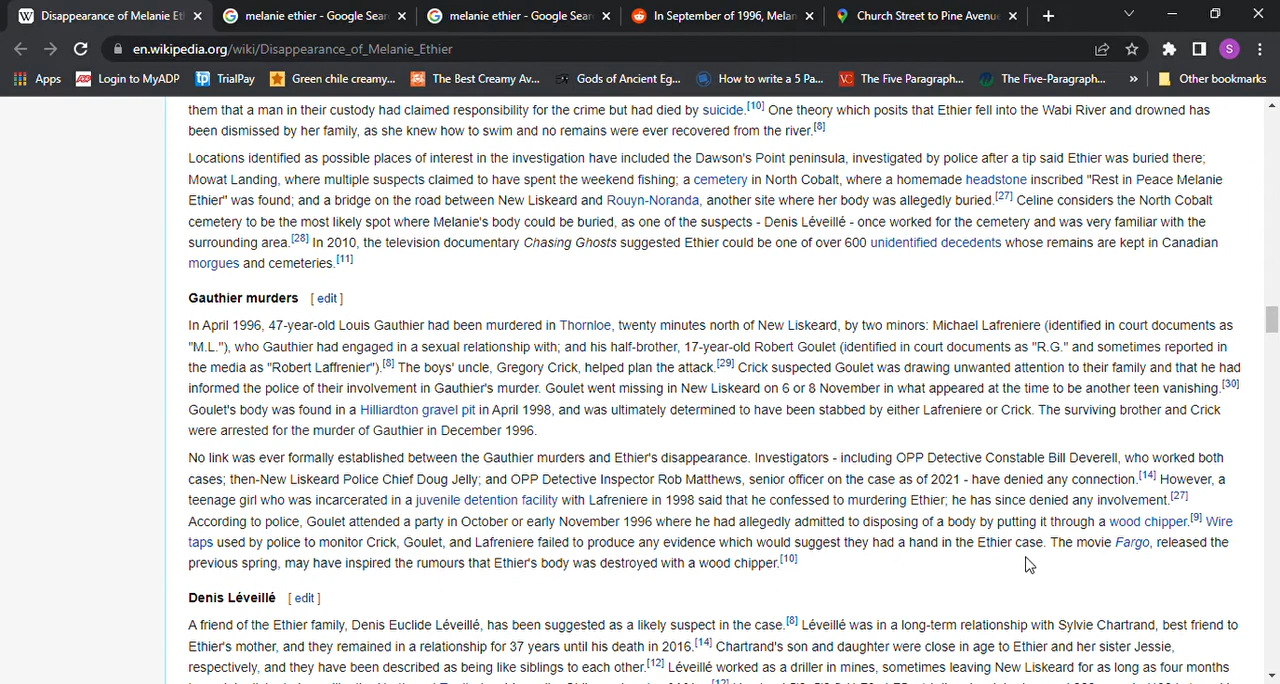 Disappearance of Melanie Et
melanie ethier - Google Sear
melanie ethier - Google Sear
In September of 1996, Melan
Church Street to Pine Avenue
en.wikipedia.org/wiki/Disappearance_of_Melanie_Ethier
S
Apps
Login to MyADP
TrialPay
Green chile creamy...
The Best Creamy Av...
Gods of Ancient Eg...
How to write a 5 Pa...
The Five Paragraph...
The Five-Paragraph...
»
Other bookmarks
them that a man in their custody had claimed responsibility for the crime but had died by suicide.[10] One theory which posits that Ethier fell into the Wabi River and drowned has
been dismissed by her family, as she knew how to swim and no remains were ever recovered from the river.[8]
Locations identified as possible places of interest in the investigation have included the Dawson's Point peninsula, investigated by police after a tip said Ethier was buried there;
Mowat Landing, where multiple suspects claimed to have spent the weekend fishing; a cemetery in North Cobalt, where a homemade headstone inscribed "Rest in Peace Melanie
Ethier" was found; and a bridge on the road between New Liskeard and Rouyn-Noranda, another site where her body was allegedly buried.[27] Celine considers the North Cobalt
cemetery to be the most likely spot where Melanie's body could be buried, as one of the suspects - Denis Léveillé - once worked for the cemetery and was very familiar with the
surrounding area.[28] In 2010, the television documentary Chasing Ghosts suggested Ethier could be one of over 600 unidentified decedents whose remains are kept in Canadian
morgues and cemeteries.[11]
Gauthier murders [ edit ]
In April 1996, 47-year-old Louis Gauthier had been murdered in Thornloe, twenty minutes north of New Liskeard, by two minors: Michael Lafreniere (identified in court documents as
"M.L."), who Gauthier had engaged in a sexual relationship with; and his half-brother, 17-year-old Robert Goulet (identified in court documents as "R.G." and sometimes reported in
the media as "Robert Laffrenier").[8] The boys' uncle, Gregory Crick, helped plan the attack.[29] Crick suspected Goulet was drawing unwanted attention to their family and that he had
informed the police of their involvement in Gauthier's murder. Goulet went missing in New Liskeard on 6 or 8 November in what appeared at the time to be another teen vanishing.[30]
Goulet's body was found in a Hilliardton gravel pit in April 1998, and was ultimately determined to have been stabbed by either Lafreniere or Crick. The surviving brother and Crick
were arrested for the murder of Gauthier in December 1996.
No link was ever formally established between the Gauthier murders and Ethier's disappearance. Investigators - including OPP Detective Constable Bill Deverell, who worked both
cases; then-New Liskeard Police Chief Doug Jelly; and OPP Detective Inspector Rob Matthews, senior officer on the case as of 2021 - have denied any connection.[14] However, a
teenage girl who was incarcerated in a juvenile detention facility with Lafreniere in 1998 said that he confessed to murdering Ethier; he has since denied any involvement.[27]
According to police, Goulet attended a party in October or early November 1996 where he had allegedly admitted to disposing of a body by putting it through a wood chipper.[9] Wire
taps used by police to monitor Crick, Goulet, and Lafreniere failed to produce any evidence which would suggest they had a hand in the Ethier case. The movie Fargo, released the
previous spring, may have inspired the rumours that Ethier's body was destroyed with a wood chipper.[10]
Denis Léveillé [ edit ]
A friend of the Ethier family, Denis Euclide Léveillé, has been suggested as a likely suspect in the case.[8] Léveillé was in a long-term relationship with Sylvie Chartrand, best friend to
Ethier's mother, and they remained in a relationship for 37 years until his death in 2016.[14] Chartrand's son and daughter were close in age to Ethier and her sister Jessie,
respectively, and they have been described as being like siblings to each other.[12] Léveillé worked as a driller in mines, sometimes leaving New Liskeard for as long as four months